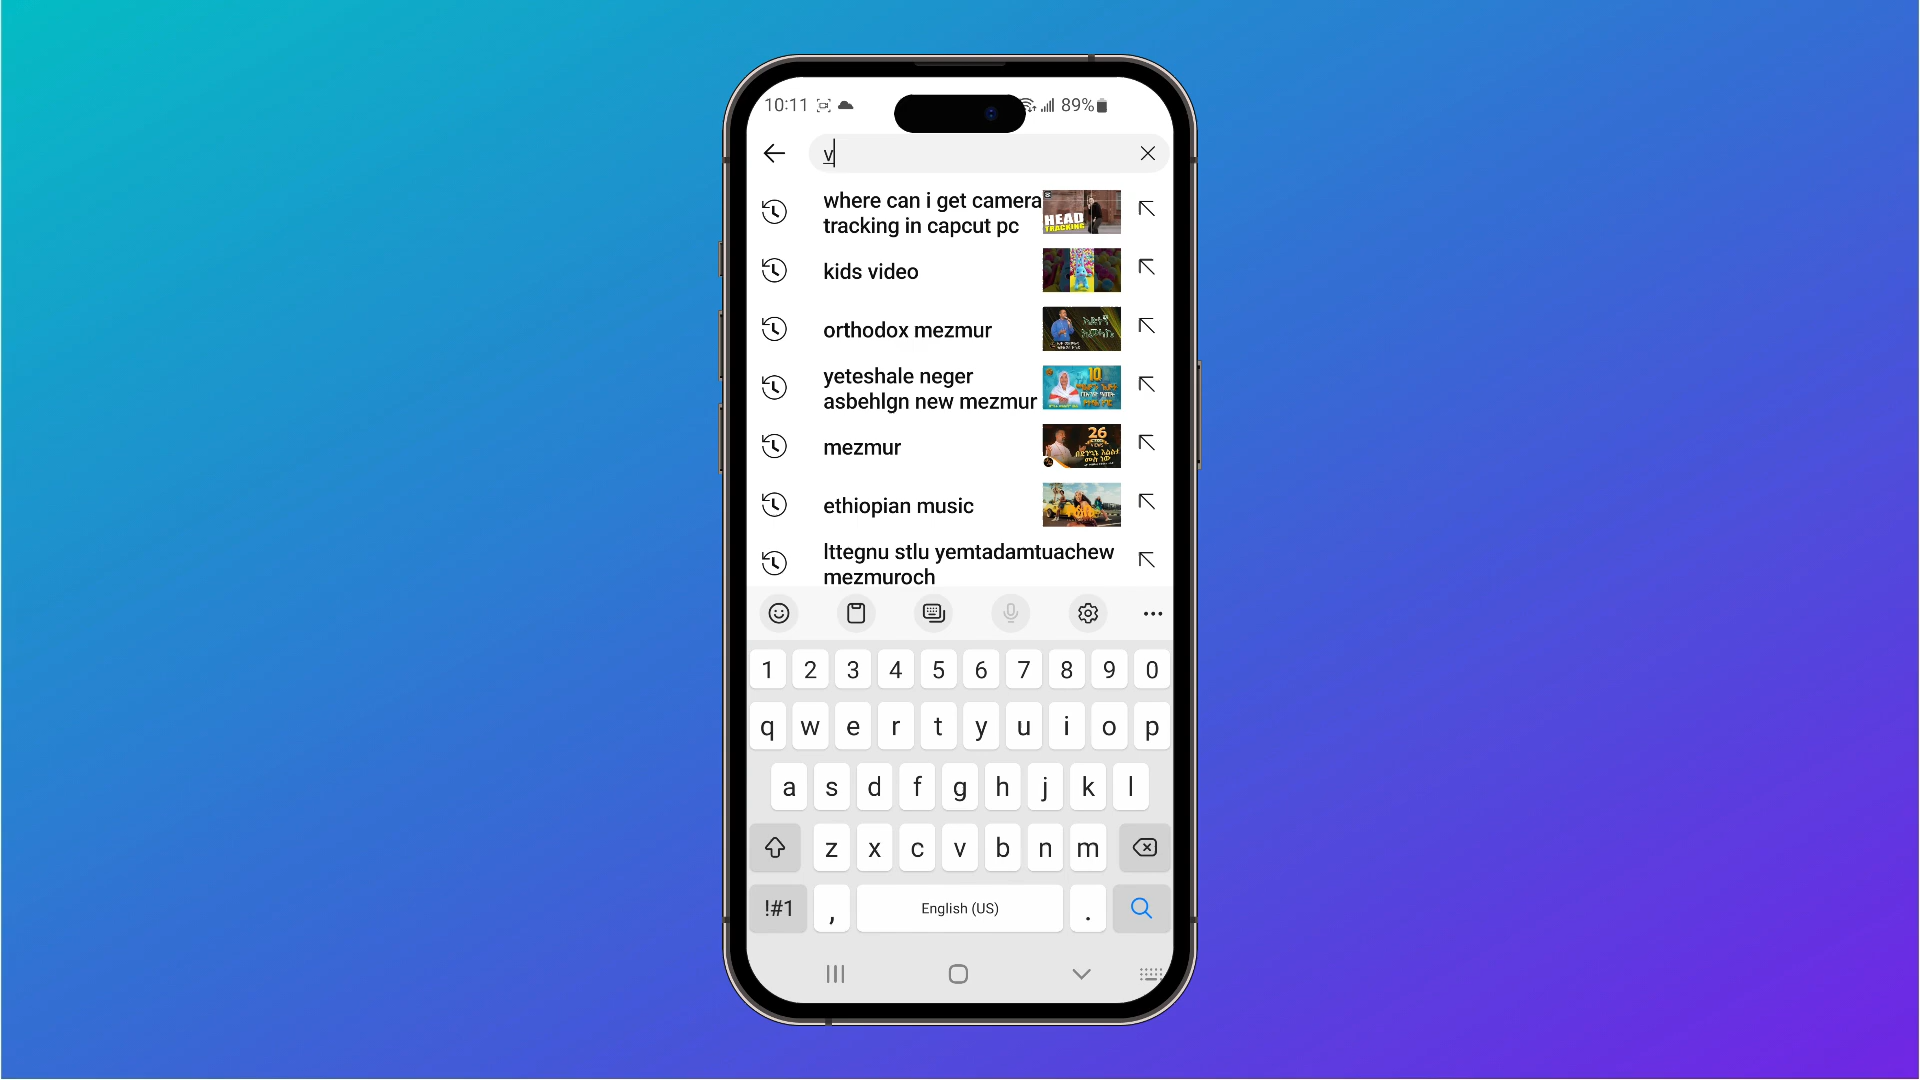 10:11
89%
v
where can i get camera
tracking in capcut pc
HEAD
TRACKING
kids video
orthodox mezmur
yeteshale neger
asbehlgn new mezmur
10
mezmur
26
ethiopian music
lttegnu stlu yemtadamtuachew
mezmuroch
1 2 3 4 5 6 7 8 9 0
q w e r t y u i o p
a s d f g h j k l
z x c v b n m
!#1 , English (US) .